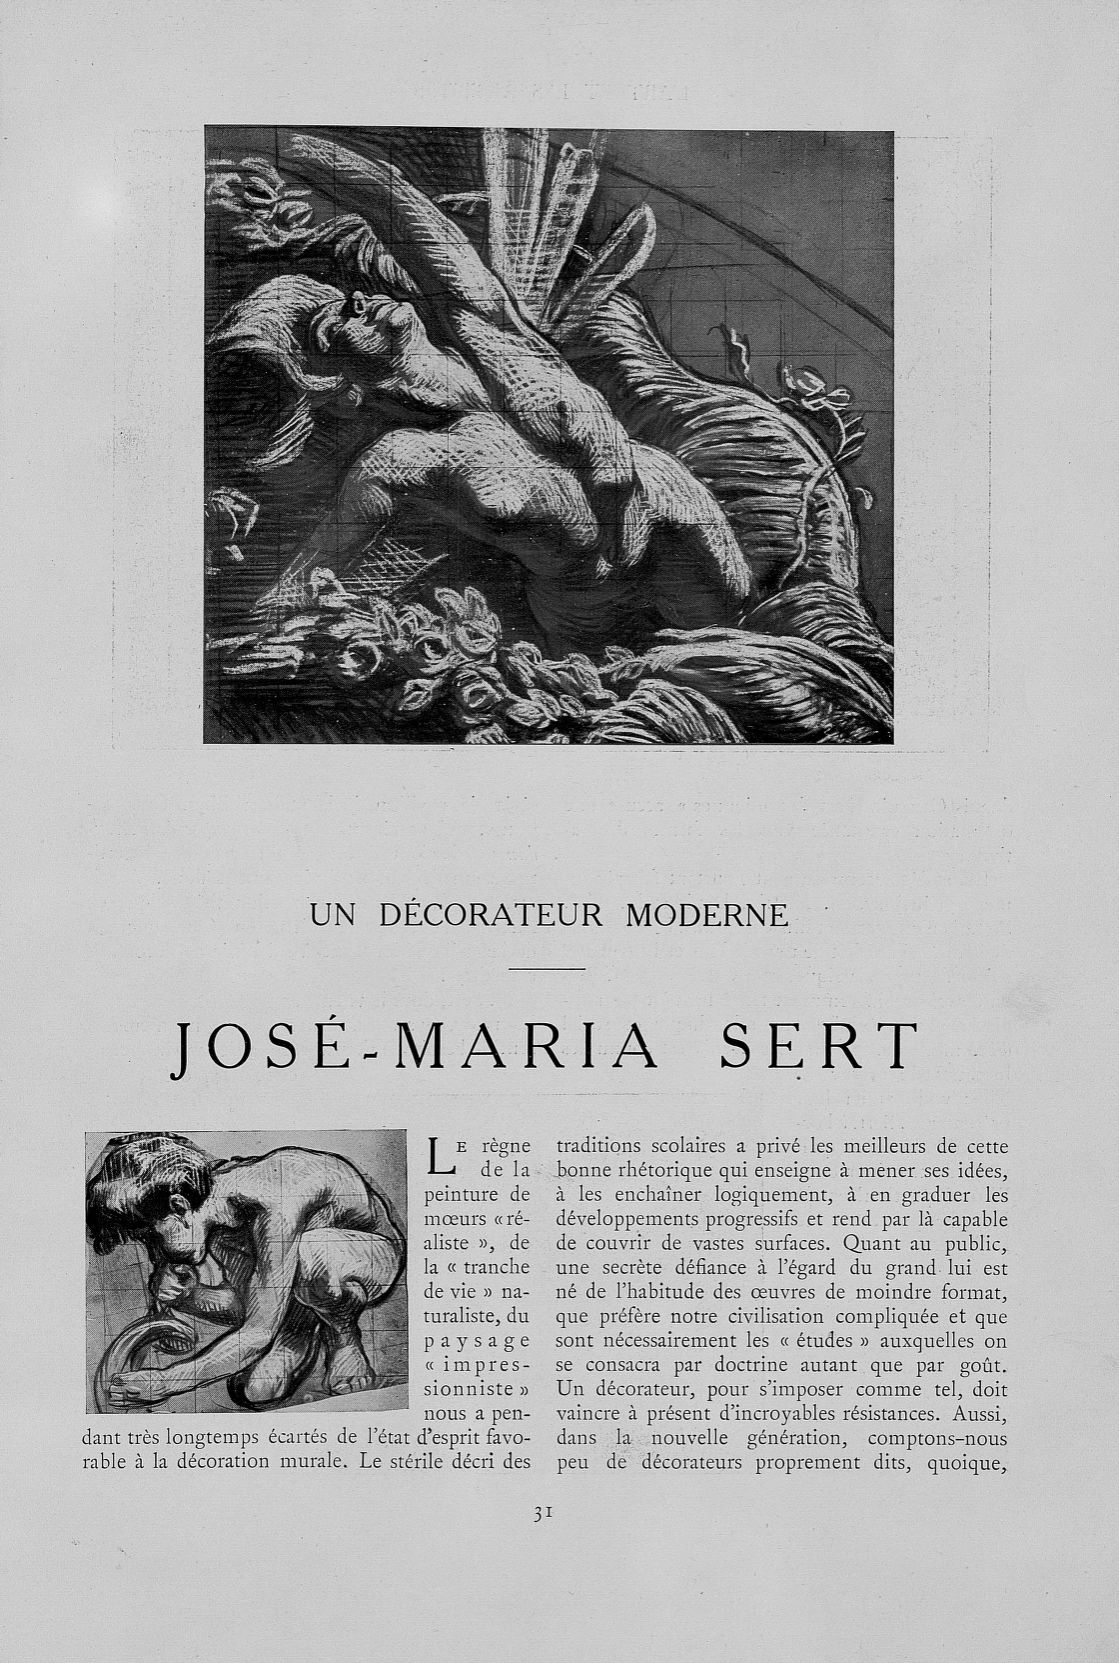 UN DÉCORATEUR MODERNE
JOSÉ-MARIA SERT
LE règne
de la
peinture de
mœurs « ré-
aliste », de
la « tranche
de vie » na-
turaliste, du
paysage
« impres-
sionniste »
nous a pen-
dant très longtemps écartés de l'état d'esprit favo-
rable à la décoration murale. Le stérile décri des
traditions scolaires a privé les meilleurs de cette
bonne rhétorique qui enseigne à mener ses idées,
à les enchaîner logiquement, à en graduer les
développements progressifs et rend par là capable
de couvrir de vastes surfaces. Quant au public,
une secrète défiance à l'égard du grand lui est
né de l'habitude des œuvres de moindre format,
que préfère notre civilisation compliquée et que
sont nécessairement les « études » auxquelles on
se consacra par doctrine autant que par goût.
Un décorateur, pour s'imposer comme tel, doit
vaincre à présent d'incroyables résistances. Aussi,
dans la nouvelle génération, comptons-nous
peu de décorateurs proprement dits, quoique,
31